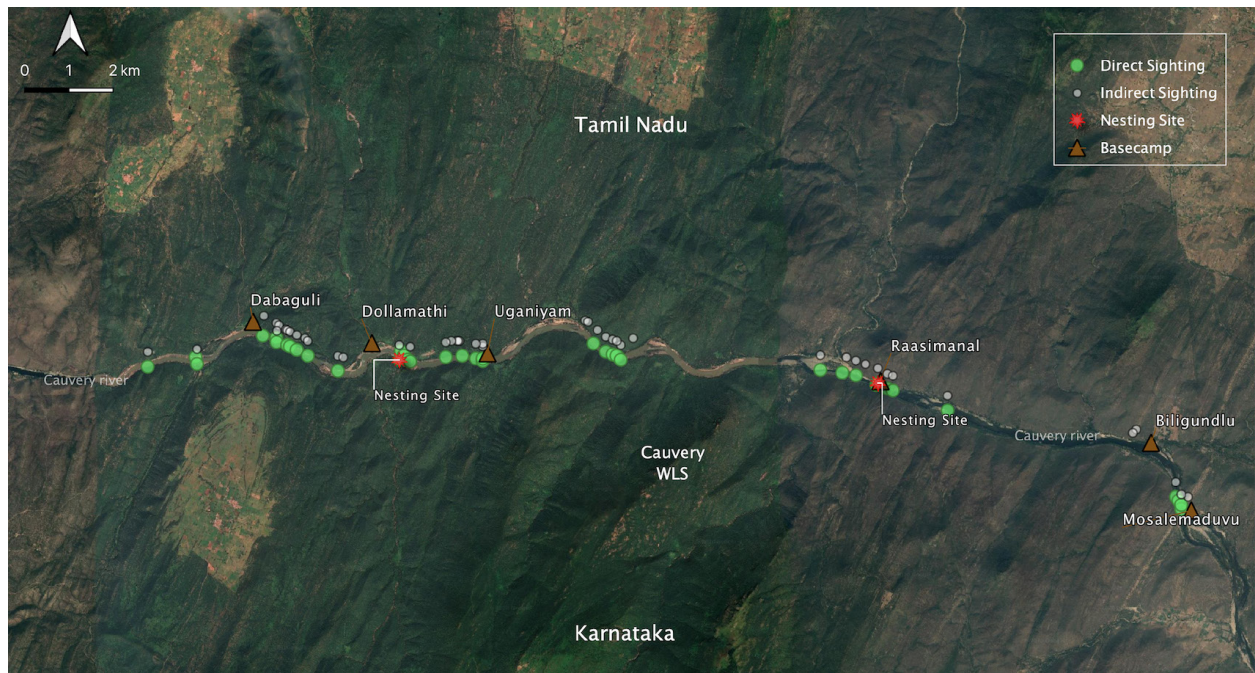 0 1 2 km
Direct Sighting
Indirect Sighting
Nesting Site
Basecamp
Tamil Nadu
Dabaguli
Dollamathi
Uganiyam
Raasimanal
Cauvery river
Nesting Site
Nesting Site
Biligundlu
Cauvery river
Cauvery
WLS
Mosalemaduvu
Karnataka